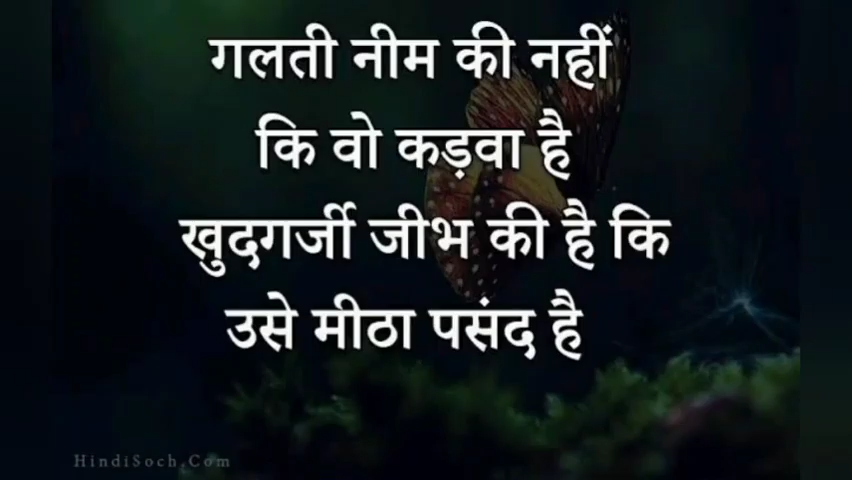 गलती नीम की नहीं
कि वो कड़वा है
खुदगर्जी जीभ की है कि
उसे मीठा पसंद है
HindiSoch.Com